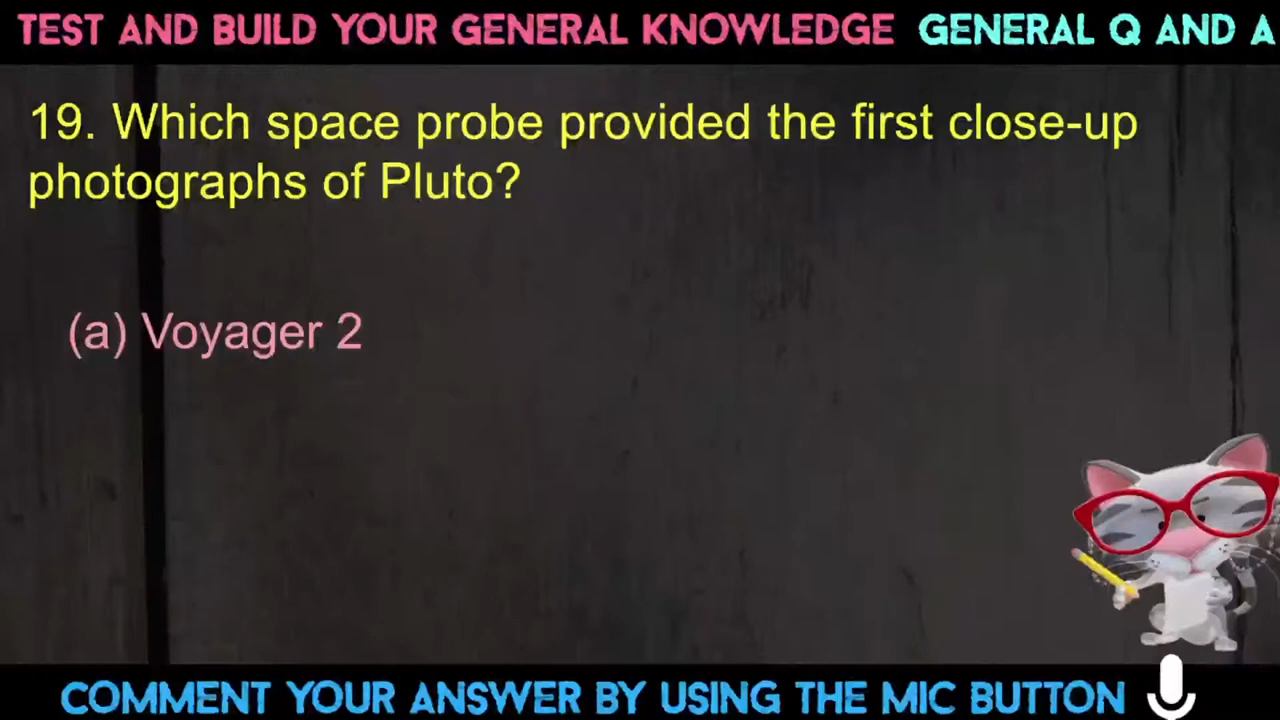 TEST AND BUILD YOUR GENERAL KNOWLEDGE GENERAL Q AND A
19. Which space probe provided the first close-up
photographs of Pluto?
(a) Voyager 2
COMMENT YOUR ANSWER BY USING THE MIC BUTTON